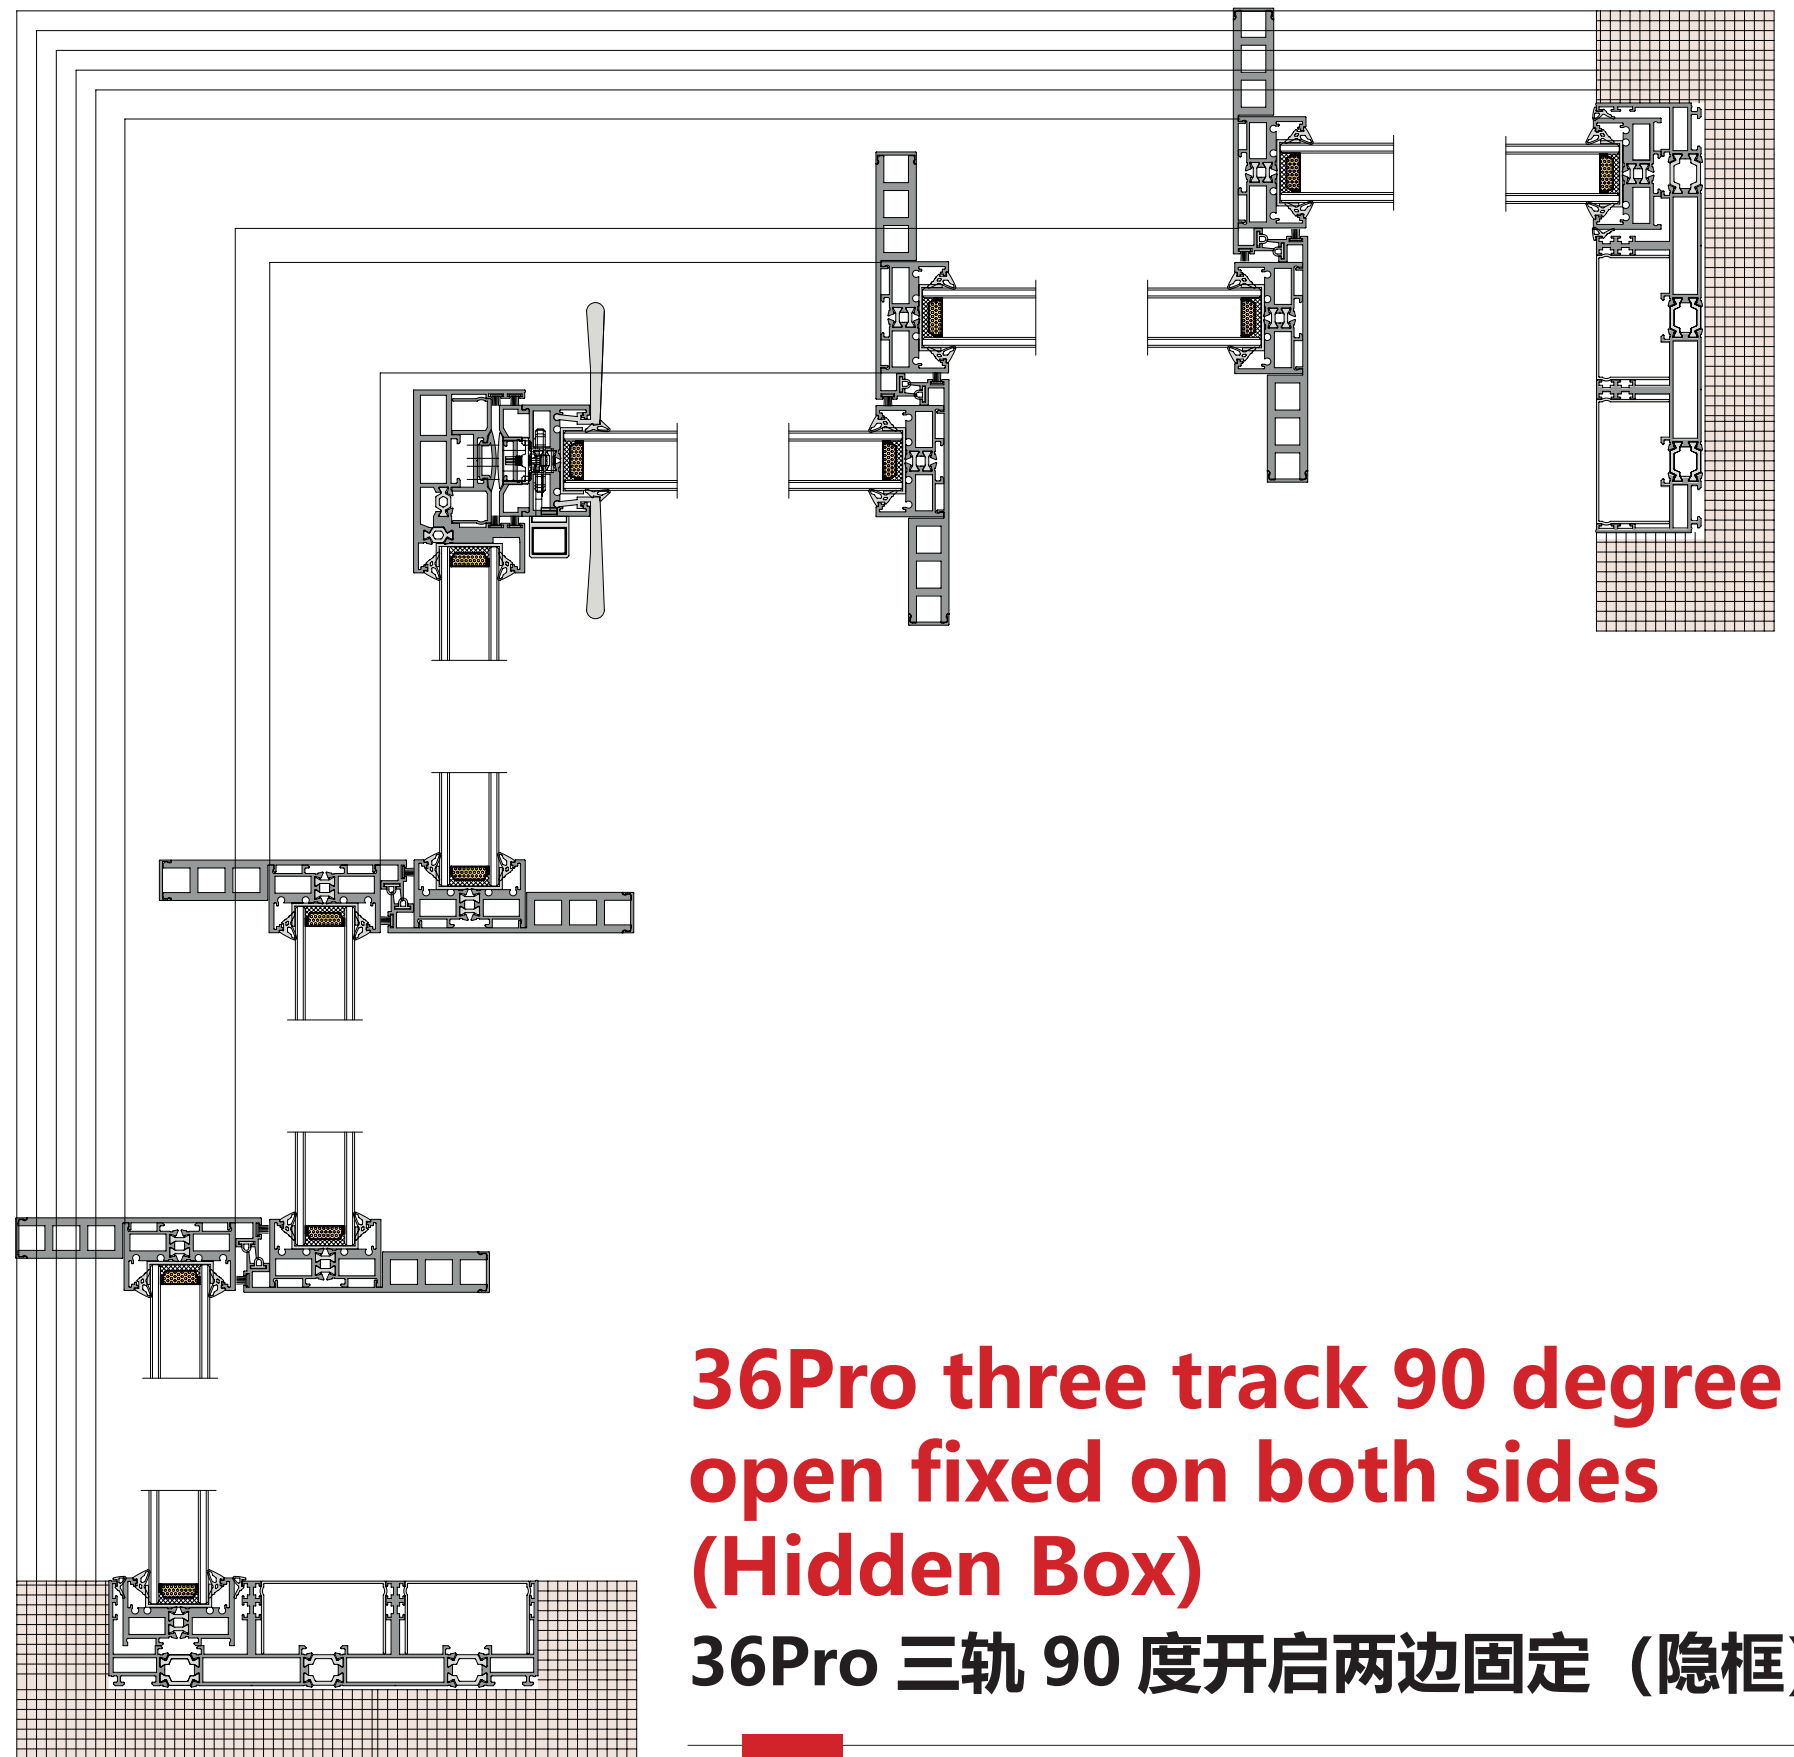 36Pro three track 90 degree
open fixed on both sides
(Hidden Box)
36Pro 三轨 90 度开启两边固定（隐框）